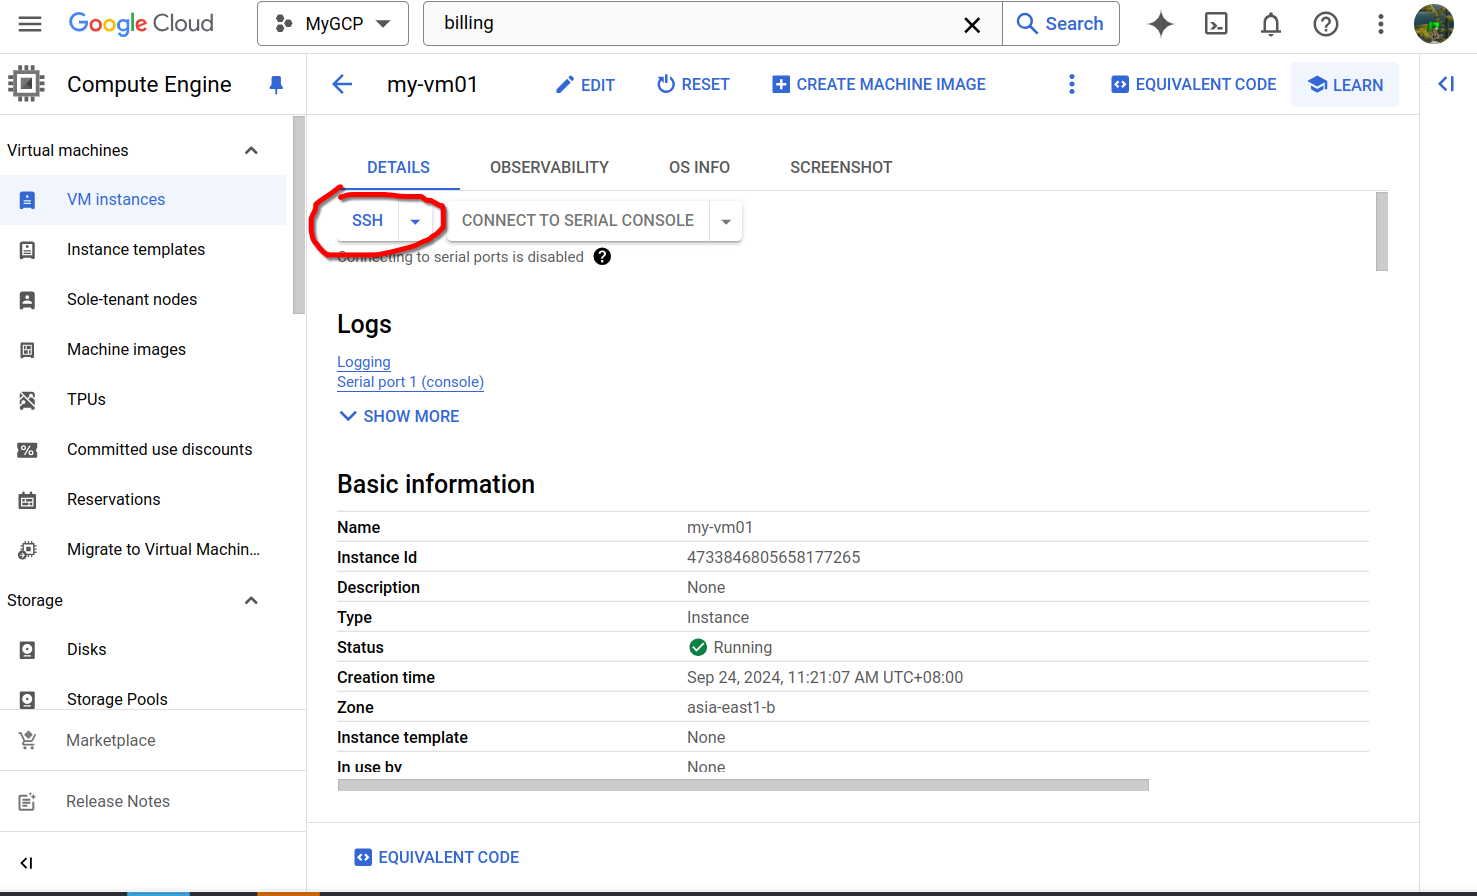 Google Cloud
MyGCP
billing
Search
Compute Engine
my-vm01
EDIT
RESET
CREATE MACHINE IMAGE
EQUIVALENT CODE
LEARN
Virtual machines
VM instances
Instance templates
Sole-tenant nodes
Machine images
TPUs
Committed use discounts
Reservations
Migrate to Virtual Machin...
Storage
Disks
Storage Pools
Marketplace
Release Notes
DETAILS
OBSERVABILITY
OS INFO
SCREENSHOT
SSH
CONNECT TO SERIAL CONSOLE
Connecting to serial ports is disabled
Logs
Logging
Serial port 1 (console)
SHOW MORE
Basic information
Name my-vm01
Instance Id 4733846805658177265
Description None
Type Instance
Status Running
Creation time Sep 24, 2024, 11:21:07 AM UTC+08:00
Zone asia-east1-b
Instance template None
In use by None
EQUIVALENT CODE